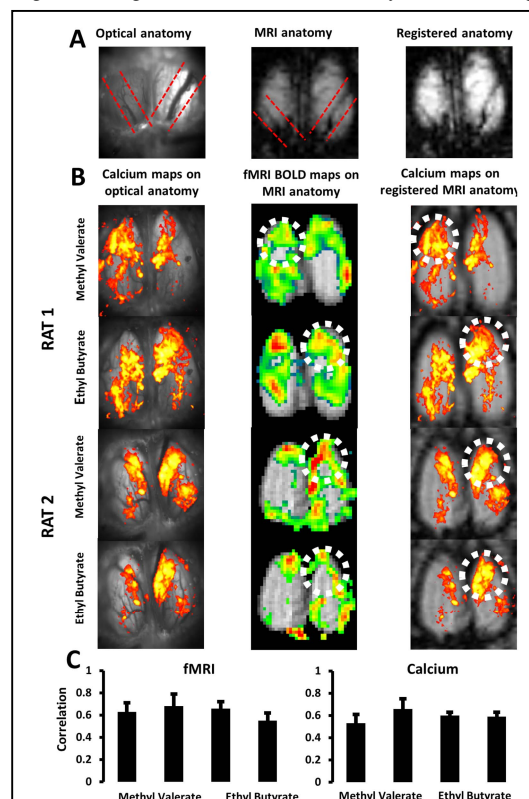 A
Optical anatomy
MRI anatomy
Registered anatomy
B
Calcium maps on
optical anatomy
fMRI BOLD maps on
MRI anatomy
Calcium maps on
registered MRI anatomy
RAT 1
Methyl Valerate
Ethyl Butyrate
RAT 2
Methyl Valerate
Ethyl Butyrate
C
fMRI
Calcium
Correlation
1
0.8
0.6
0.4
0.2
0
1
0.8
0.6
0.4
0.2
0
Methyl Valerate
Ethyl Butyrate
Methyl Valerate
Ethyl Butyrate